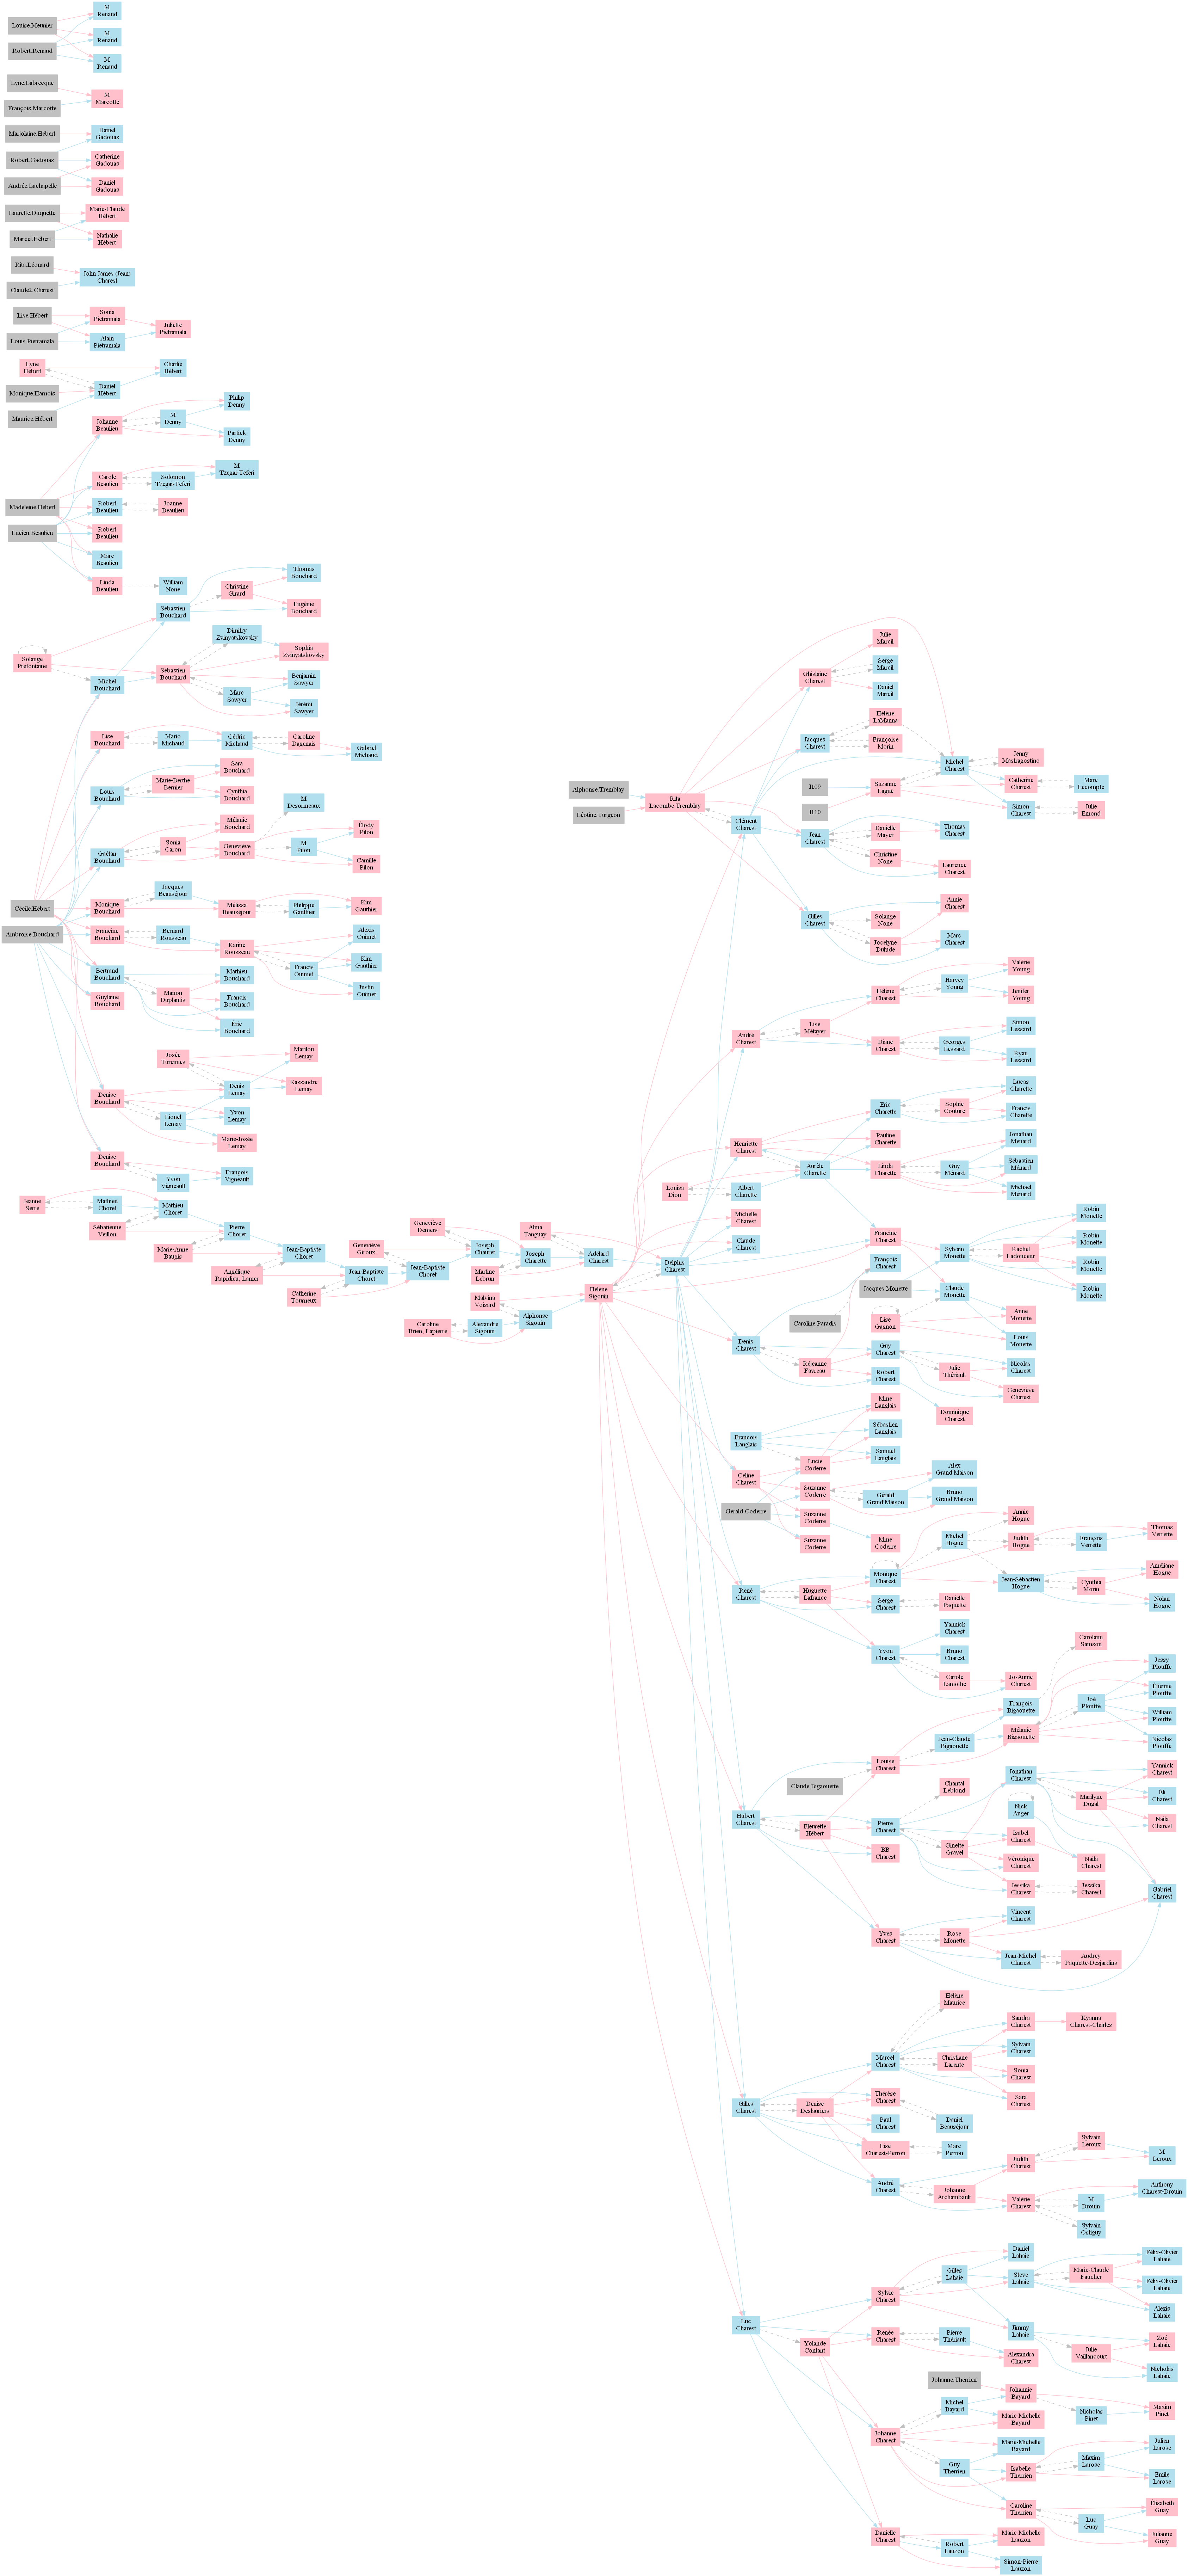 Louise.Meunier
Robert.Renaud
M
Renaud
M
Renaud
M
Renaud
Lyne.Labrecque
François.Marcotte
M
Marcotte
Marjolaine.Hébert
Robert.Gadouas
Andrée.Lachapelle
Daniel
Gadouas
Catherine
Gadouas
Daniel
Gadouas
Laurette.Duquette
Marcel.Hébert
Marie-Claude
Hébert
Nathalie
Hébert
Rita.Léonard
Claude2.Charest
John James (Jean)
Charest
Lise.Hébert
Louis.Pietramala
Sonia
Pietramala
Alain
Pietramala
Juliette
Pietramala
Lyne
Hébert
Monique.Harnois
Maurice.Hébert
Daniel
Hébert
Charlie
Hébert
Madeleine.Hébert
Lucien.Beaulieu
Johanne
Beaulieu
M
Denny
Philip
Denny
Patrick
Denny
Carole
Beaulieu
Solomon
Tzegai-Teferi
M
Tzegai-Teferi
Robert
Beaulieu
Joanne
Beaulieu
Robert
Beaulieu
Marc
Beaulieu
Linda
Beaulieu
William
None
Solange
Préfontaine
Michel
Bouchard
Sébastien
Bouchard
Christine
Girard
Thomas
Bouchard
Eugénie
Bouchard
Sébastien
Bouchard
Dimitry
Zvinyatskovsky
Sophia
Zvinyatskovsky
Marc
Sawyer
Benjamin
Sawyer
Jérémi
Sawyer
Cécile.Hébert
Ambroise.Bouchard
Lise
Bouchard
Mario
Michaud
Cédric
Michaud
Caroline
Dagenais
Gabriel
Michaud
Louis
Bouchard
Marie-Berthe
Bernier
Sara
Bouchard
Cynthia
Bouchard
Gaëtan
Bouchard
Sonia
Caron
Mélanie
Bouchard
Geneviève
Bouchard
M
Desormeaux
M
Pilon
Elody
Pilon
Camille
Pilon
Monique
Bouchard
Jacques
Beauséjour
Mélissa
Beauséjour
Philippe
Gauthier
Kim
Gauthier
Francine
Bouchard
Bernard
Rousseau
Karine
Rousseau
Francis
Ouimet
Alexis
Ouimet
Kim
Gauthier
Justin
Ouimet
Bertrand
Bouchard
Manon
Duplantis
Mathieu
Bouchard
Francis
Bouchard
Éric
Bouchard
Guylaine
Bouchard
Denise
Bouchard
Josée
Turennes
Lionel
Lemay
Denis
Lemay
Yvon
Lemay
Marie-Josée
Lemay
Marilou
Lemay
Kassandre
Lemay
Denise
Bouchard
Yvon
Vigneault
François
Vigneault
Jeanne
Serre
Mathieu
Choret
Sébatienne
Veillon
Mathieu
Choret
Marie-Anne
Baugis
Pierre
Choret
Angélique
Rapidieu, Lamer
Jean-Baptiste
Choret
Catherine
Tourneux
Jean-Baptiste
Choret
Geneviève
Giroux
Jean-Baptiste
Choret
Geneviève
Demers
Joseph
Chauret
Martine
Lebrun
Joseph
Charette
Alma
Tanguay
Adélard
Charest
Malvina
Voisard
Caroline
Brien, Lapierre
Alexandre
Sigouin
Alphonse
Sigouin
Hélène
Sigouin
Delphis
Charest
Alphonse.Tremblay
Léotine.Turgeon
Rita
Lacombe Tremblay
Clément
Charest
Ghislaine
Charest
Julie
Marcil
Serge
Marcil
Daniel
Marcil
Jacques
Charest
Hélène
LaManna
Françoise
Morin
I109
I110
Suzanne
Lagné
Michel
Charest
Jenny
Mastragostino
Catherine
Charest
Marc
Lecompte
Simon
Charest
Julie
Emond
Jean
Charest
Danielle
Mayer
Christine
None
Thomas
Charest
Laurence
Charest
Gilles
Charest
Solange
None
Jocelyne
Dulude
Annie
Charest
Marc
Charest
André
Charest
Lise
Métayer
Hélène
Charest
Harvey
Young
Valérie
Young
Jenifer
Young
Diane
Charest
Georges
Lessard
Simon
Lessard
Ryan
Lessard
Henriette
Charest
Louica
Dion
Albert
Charette
Aurèle
Charette
Éric
Charette
Sophie
Couture
Lucas
Charette
Francis
Charette
Pauline
Charette
Linda
Charette
Guy
Ménard
Jonathan
Ménard
Sébastien
Ménard
Michael
Ménard
Michelle
Charest
Claude
Charest
Francine
Charest
François
Charest
Jacques.Monette
Sylvain
Monette
Rachel
Ladouceur
Robin
Monette
Robin
Monette
Robin
Monette
Robin
Monette
Claude
Monette
Lise
Gagnon
Anne
Monette
Louis
Monette
Caroline.Paradis
Denis
Charest
Réjeanne
Favreau
Guy
Charest
Julie
Thériault
Nicolas
Charest
Geneviève
Charest
Robert
Charest
Dominique
Charest
François
Langlais
Céline
Charest
Gérald.Coderre
Lucie
Coderre
Mme
Langlais
Sébastien
Langlais
Samuel
Langlais
Suzanne
Coderre
Gérald
Grand'Maison
Alex
Grand'Maison
Bruno
Grand'Maison
Suzanne
Coderre
Mme
Coderre
Suzanne
Coderre
René
Charest
Huguette
Lafrance
Monique
Charest
Michel
Hogue
Annie
Hogue
Judith
Hogue
François
Verrette
Thomas
Verrette
Jean-Sébastien
Hogue
Cynthia
Morin
Améliane
Hogue
Nolan
Hogue
Serge
Charest
Danielle
Paquette
Yvon
Charest
Yannick
Charest
Bruno
Charest
Carole
Lamothe
Jo-Annie
Charest
Claude.Bigaouette
Hubert
Charest
Fleurette
Hébert
Louise
Charest
Jean-Claude
Bigaouette
François
Bigaouette
Carolann
Samson
Mélanie
Bigaouette
Joé
Plouffe
Jessy
Plouffe
Étienne
Plouffe
William
Plouffe
Nicolas
Plouffe
Pierre
Charest
Chantal
Leblond
Ginette
Gravel
Jonathan
Charest
Nick
Auger
Marilyne
Dugal
Yannick
Charest
Éli
Charest
Naila
Charest
Isabel
Charest
Naila
Charest
Véronique
Charest
Jessika
Charest
Jessika
Charest
BB
Charest
Yves
Charest
Rose
Monette
Vincent
Charest
Jean-Michel
Charest
Audrey
Paquette-Desjardins
Gabriel
Charest
Gilles
Charest
Denise
Deslauriers
Marcel
Charest
Hélène
Maurice
Christiane
Larente
Sandra
Charest
Kyanna
Charest-Charles
Sylvain
Charest
Sonia
Charest
Sara
Charest
Thérèse
Charest
Daniel
Beauséjour
Paul
Charest
Lise
Charest-Perron
Marc
Perron
André
Charest
Johanne
Archambault
Judith
Charest
Sylvain
Leroux
M
Leroux
Valérie
Charest
M
Drouin
Anthony
Charest-Drouin
Sylvain
Ostiguy
Luc
Charest
Yolande
Contant
Sylvie
Charest
Gilles
Lahaie
Daniel
Lahaie
Steve
Lahaie
Marie-Claude
Faucher
Félix-Olivier
Lahaie
Félix-Olivier
Lahaie
Alexis
Lahaie
Jimmy
Lahaie
Julie
Vaillancourt
Zoé
Lahaie
Nicholas
Lahaie
Renée
Charest
Pierre
Thériault
Alexandra
Charest
Johanne.Therrien
Johanne
Charest
Michel
Bayard
Johannie
Bayard
Nicholas
Pinet
Maxim
Pinet
Marie-Michelle
Bayard
Marie-Michelle
Bayard
Guy
Therrien
Isabelle
Therrien
Maxim
Larose
Julien
Larose
Émile
Larose
Caroline
Therrien
Luc
Guay
Élisabeth
Guay
Julianne
Guay
Danielle
Charest
Robert
Lauzon
Marie-Michelle
Lauzon
Simon-Pierre
Lauzon